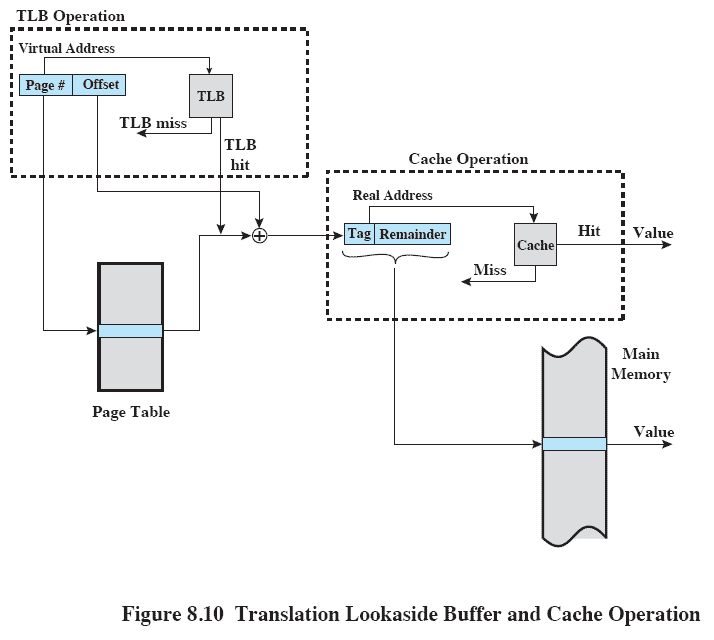 TLB Operation
Virtual Address
Page # Offset
TLB
TLB miss
TLB
hit
Cache Operation
Real Address
Tag Remainder
Cache
Hit
Value
Miss
Page Table
Main
Memory
Value
Figure 8.10 Translation Lookaside Buffer and Cache Operation